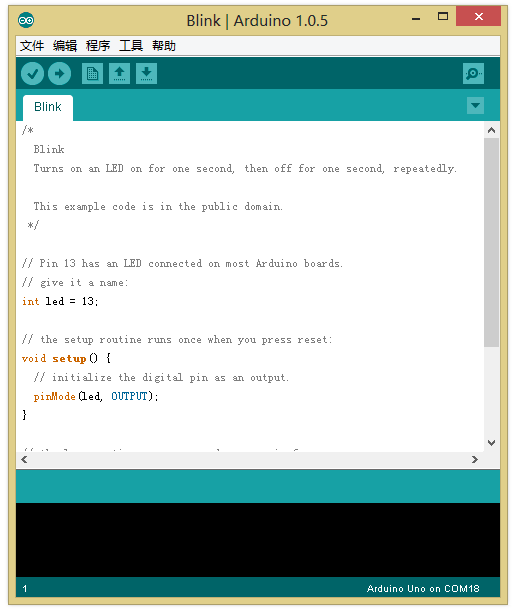 Blink | Arduino 1.0.5
文件 编辑 程序 工具 帮助
Blink
/*
Blink
Turns on an LED on for one second, then off for one second, repeatedly.
This example code is in the public domain.
*/
// Pin 13 has an LED connected on most Arduino boards.
// give it a name:
int led = 13;
// the setup routine runs once when you press reset:
void setup() {
// initialize the digital pin as an output.
pinMode(led, OUTPUT);
}
1
Arduino Uno on COM18